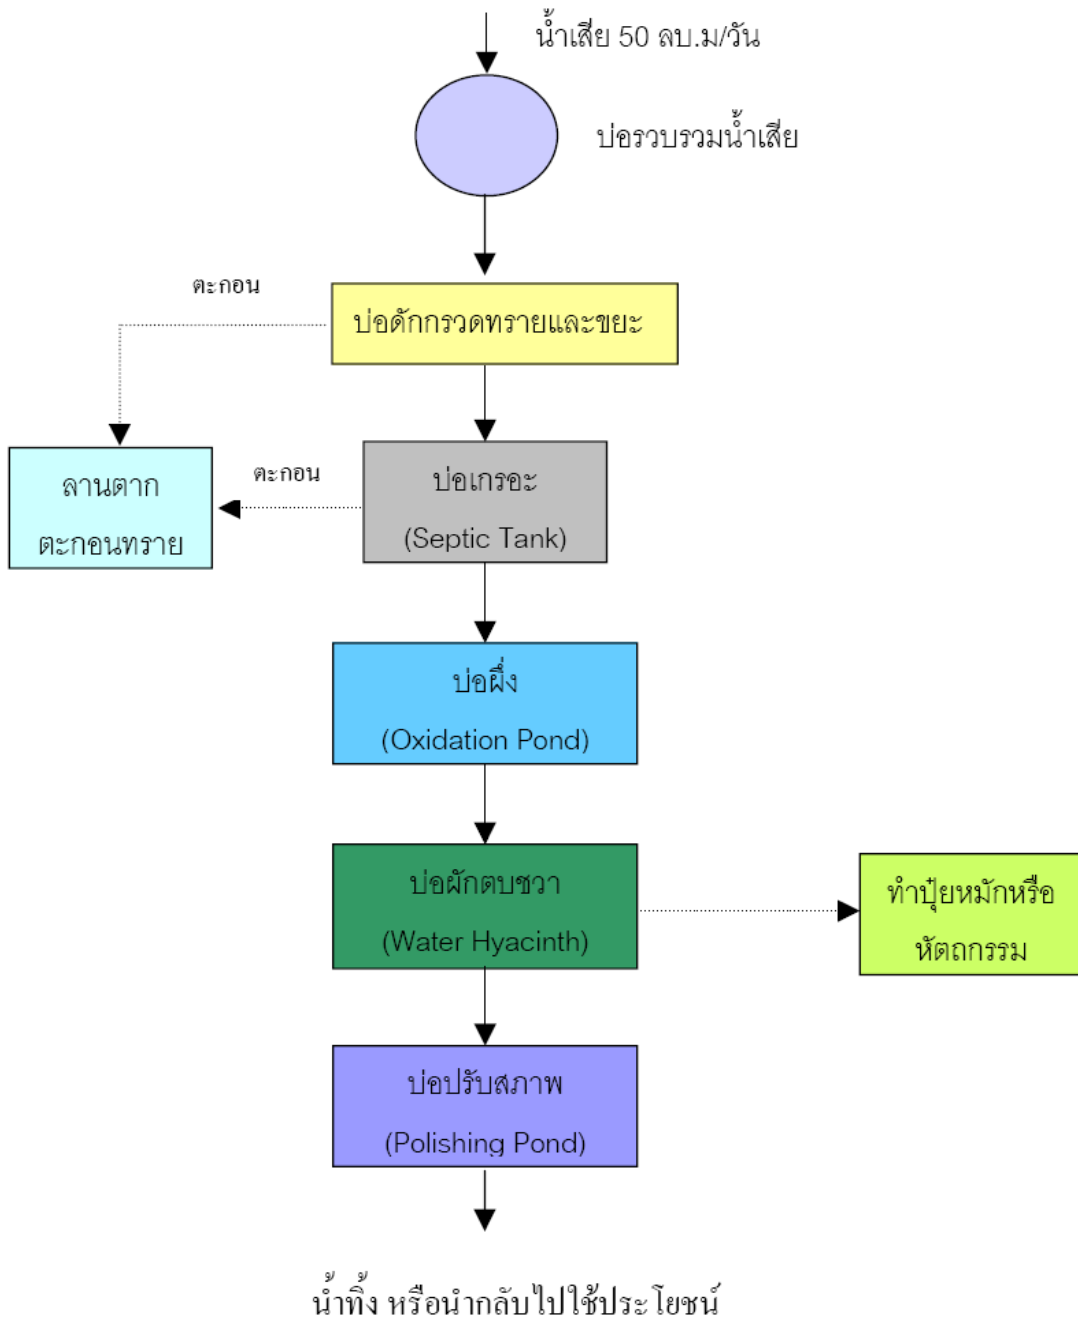 น้ำเสีย 50 ลบ.ม/วัน
บ่อรวบรวมน้ำเสีย
ตะกอน
บ่อดักกรวดทรายและขยะ
ลานตาก
ตะกอนทราย
ตะกอน
บ่อเกรอะ
(Septic Tank)
บ่อผึ่ง
(Oxidation Pond)
บ่อผักตบชวา
(Water Hyacinth)
ทำปุ๋ยหมักหรือ
หัตถกรรม
บ่อปรับสภาพ
(Polishing Pond)
น้ำทิ้ง หรือนำกลับไปใช้ประโยชน์